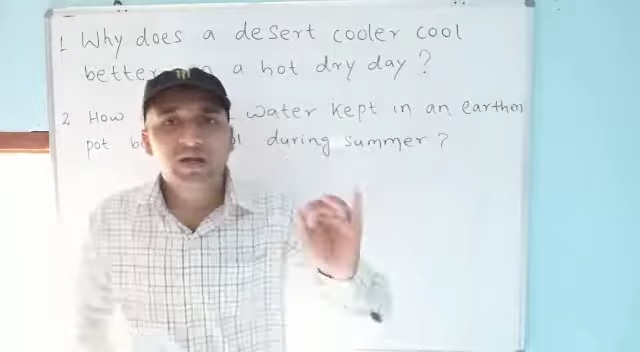 1 Why does a desert cooler cool
better a hot dry day ?
2 How water kept in an earthen
pot during summer ?